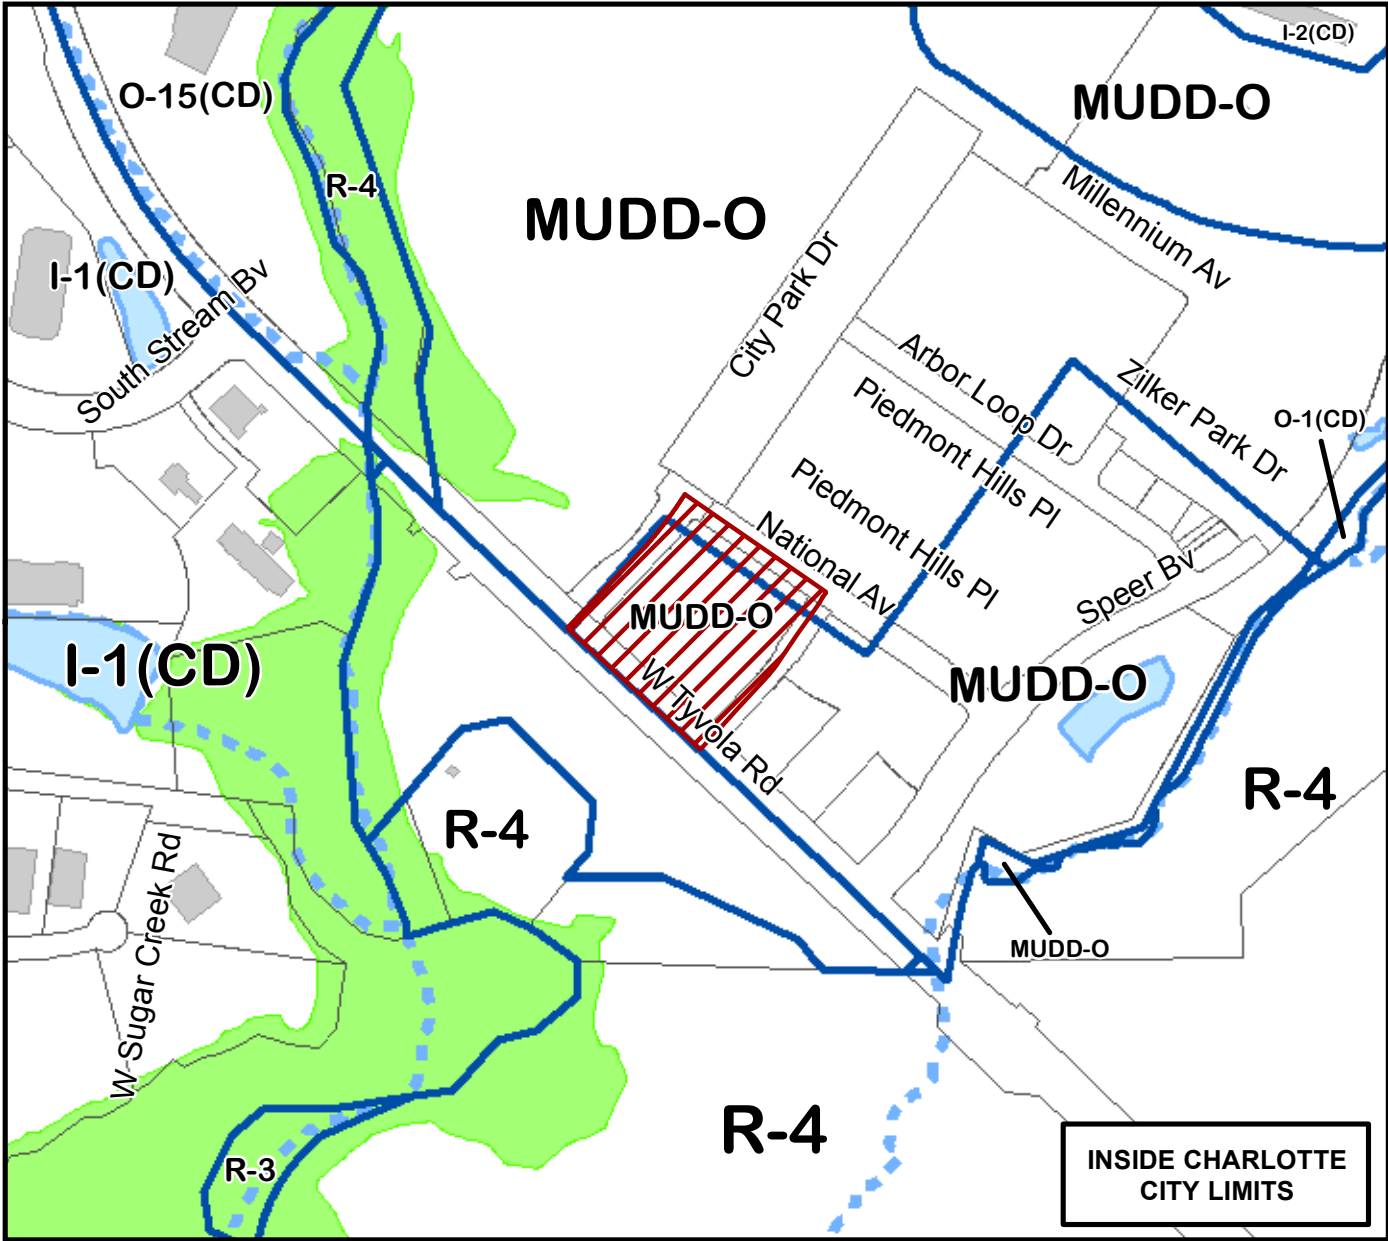 I-2(CD)
O-15(CD)
MUDD-O
R-4
Millennium Av
MUDD-O
I-1(CD)
South Stream Bv
City Park Dr
Arbor Loop Dr
Zilker Park Dr
Piedmont Hills Pl
O-1(CD)
Piedmont Hills Pl
National Av
Speer Bv
MUDD-O
I-1(CD)
W Tyvola Rd
MUDD-O
R-4
R-4
W Sugar Creek Rd
MUDD-O
R-4
R-3
INSIDE CHARLOTTE
CITY LIMITS